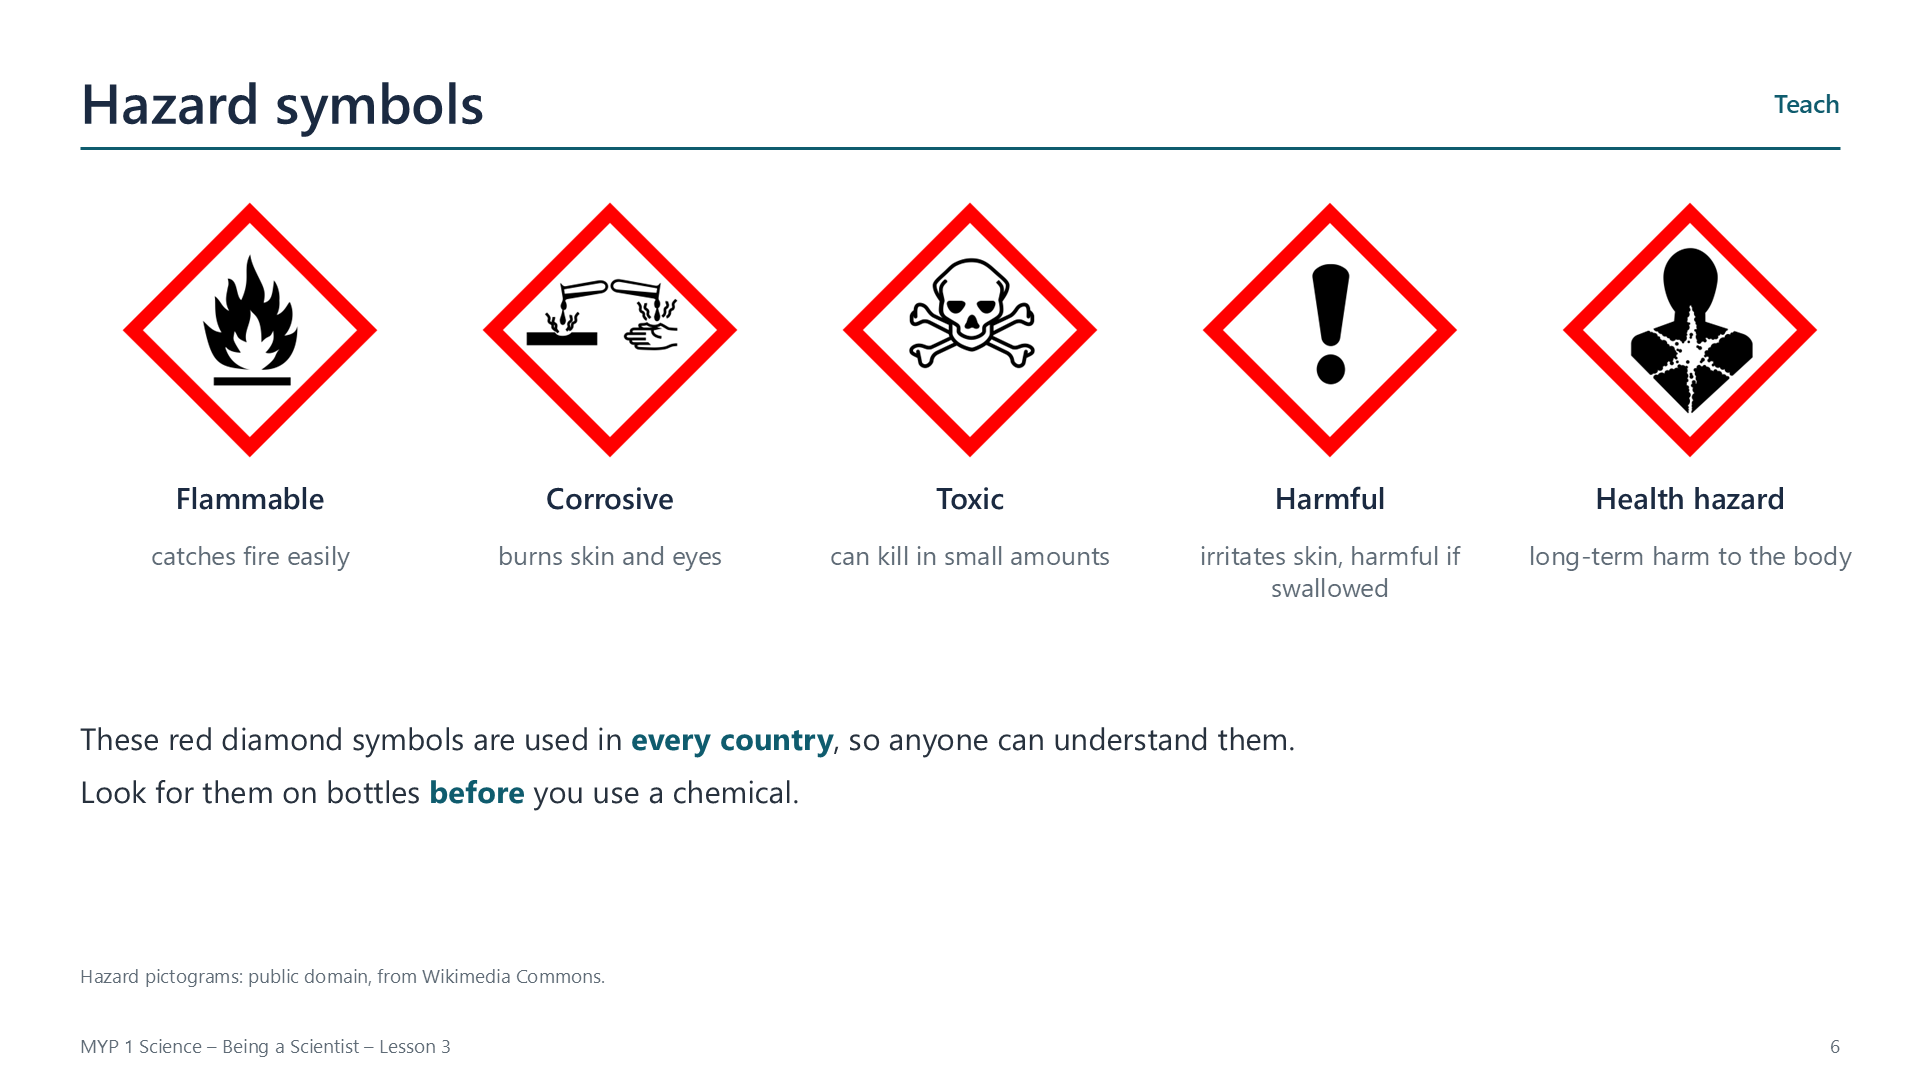 Hazard symbols
Teach
Flammable
Corrosive
Toxic
Harmful
Health hazard
catches fire easily
burns skin and eyes
can kill in small amounts
irritates skin, harmful if
swallowed
long-term harm to the body
These red diamond symbols are used in every country, so anyone can understand them.
Look for them on bottles before you use a chemical.
Hazard pictograms: public domain, from Wikimedia Commons.
MYP 1 Science – Being a Scientist – Lesson 3
6